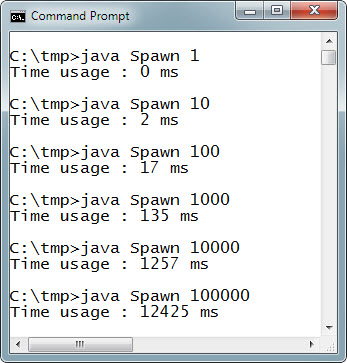 Command Prompt
C:\tmp>java Spawn 1
Time usage : 0 ms
C:\tmp>java Spawn 10
Time usage : 2 ms
C:\tmp>java Spawn 100
Time usage : 17 ms
C:\tmp>java Spawn 1000
Time usage : 135 ms
C:\tmp>java Spawn 10000
Time usage : 1257 ms
C:\tmp>java Spawn 100000
Time usage : 12425 ms